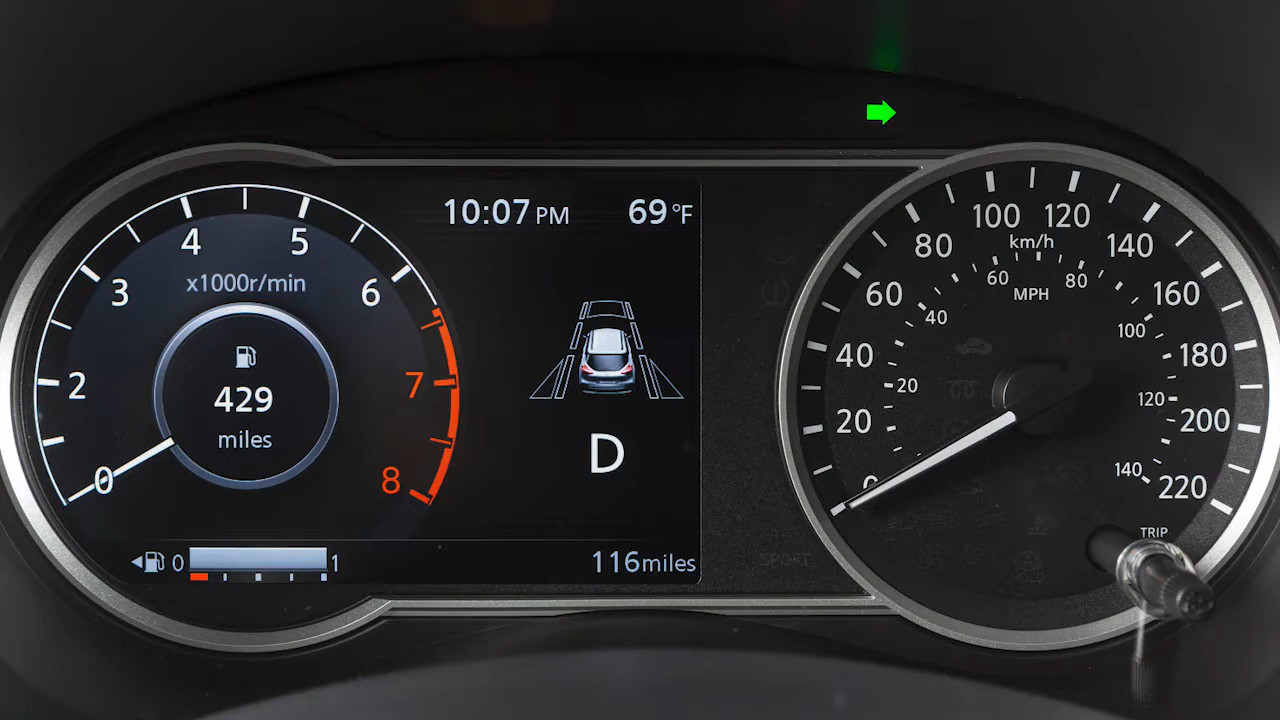 10:07 PM 69°F
4 5
x1000r/min
3 6
2 7
0 8
429
miles
D
0 1
116miles
100 120
80 140
km/h
60 80
MPH
60 160
40 100
40 180
20 120
20 200
0 140 220
TRIP
SPORT